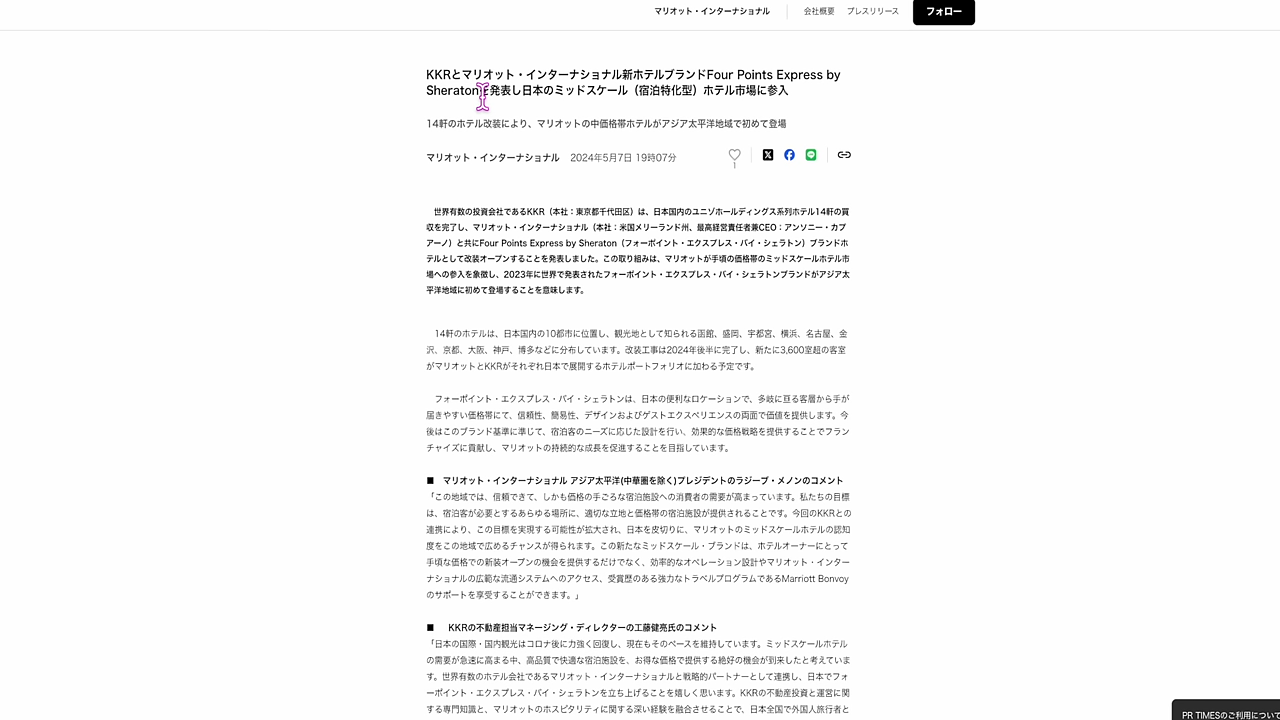 マリオット・インターナショナル 会社概要 プレスリリース フォロー
KKRとマリオット・インターナショナル新ホテルブランドFour Points Express by
Sheraton 発表し日本のミッドスケール（宿泊特化型）ホテル市場に参入
14軒のホテル改装により、マリオットの中価格帯ホテルがアジア太平洋地域で初めて登場
マリオット・インターナショナル 2024年5月7日 19時07分
1
世界有数の投資会社であるKKR（本社：東京都千代田区）は、日本国内のユニゾホールディングス系列ホテル14軒の買
収を完了し、マリオット・インターナショナル（本社：米国メリーランド州、最高経営責任者兼CEO：アンソニー・カプ
アーノ）と共にFour Points Express by Sheraton（フォーポイント・エクスプレス・バイ・シェラトン）ブランドホ
テルとして改装オープンすることを発表しました。この取り組みは、マリオットが手頃の価格帯のミッドスケールホテル市
場への参入を象徴し、2023年に世界で発表されたフォーポイント・エクスプレス・バイ・シェラトンブランドがアジア太
平洋地域に初めて登場することを意味します。
14軒のホテルは、日本国内の10都市に位置し、観光地として知られる函館、盛岡、宇都宮、横浜、名古屋、金
沢、京都、大阪、神戸、博多などに分布しています。改装工事は2024年後半に完了し、新たに3,600室超の客室
がマリオットとKKRがそれぞれ日本で展開するホテルポートフォリオに加わる予定です。
フォーポイント・エクスプレス・バイ・シェラトンは、日本の便利なロケーションで、多岐に亘る客層から手が
届きやすい価格帯にて、信頼性、簡易性、デザインおよびゲストエクスペリエンスの両面で価値を提供します。今
後はこのブランド基準に準じて、宿泊客のニーズに応じた設計を行い、効果的な価格戦略を提供することでフラン
チャイズに貢献し、マリオットの持続的な成長を促進することを目指しています。
■ マリオット・インターナショナル アジア太平洋(中華圏を除く)プレジデントのラジーブ・メノンのコメント
「この地域では、信頼できて、しかも価格の手ごろな宿泊施設への消費者の需要が高まっています。私たちの目標
は、宿泊客が必要とするあらゆる場所に、適切な立地と価格帯の宿泊施設が提供されることです。今回のKKRとの
連携により、この目標を実現する可能性が拡大され、日本を皮切りに、マリオットのミッドスケールホテルの認知
度をこの地域で広めるチャンスが得られます。この新たなミッドスケール・ブランドは、ホテルオーナーにとって
手頃な価格での新装オープンの機会を提供するだけでなく、効率的なオペレーション設計やマリオット・インター
ナショナルの広範な流通システムへのアクセス、受賞歴のある強力なトラベルプログラムであるMarriott Bonvoy
のサポートを享受することができます。」
■ KKRの不動産担当マネージング・ディレクターの工藤健亮氏のコメント
「日本の国際・国内観光はコロナ後に力強く回復し、現在もそのペースを維持しています。ミッドスケールホテル
の需要が急速に高まる中、高品質で快適な宿泊施設を、お得な価格で提供する絶好の機会が到来したと考えていま
す。世界有数のホテル会社であるマリオット・インターナショナルと戦略的パートナーとして連携し、日本でフォ
ーポイント・エクスプレス・バイ・シェラトンを立ち上げることを嬉しく思います。KKRの不動産投資と運営に関
する専門知識と、マリオットのホスピタリティに関する深い経験を融合させることで、日本全国で外国人旅行者と
PR TIMESのご利用について